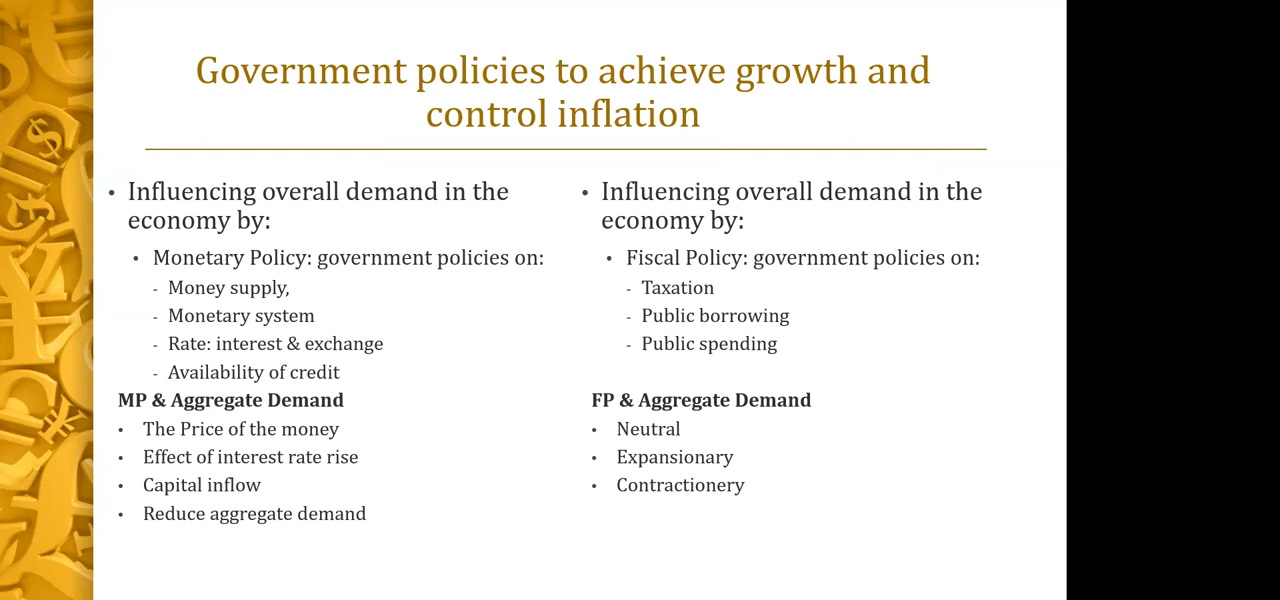 Government policies to achieve growth and
control inflation
• Influencing overall demand in the
economy by:
• Monetary Policy: government policies on:
- Money supply,
- Monetary system
- Rate: interest & exchange
- Availability of credit
MP & Aggregate Demand
• The Price of the money
• Effect of interest rate rise
• Capital inflow
• Reduce aggregate demand
• Influencing overall demand in the
economy by:
• Fiscal Policy: government policies on:
- Taxation
- Public borrowing
- Public spending
FP & Aggregate Demand
• Neutral
• Expansionary
• Contractionery